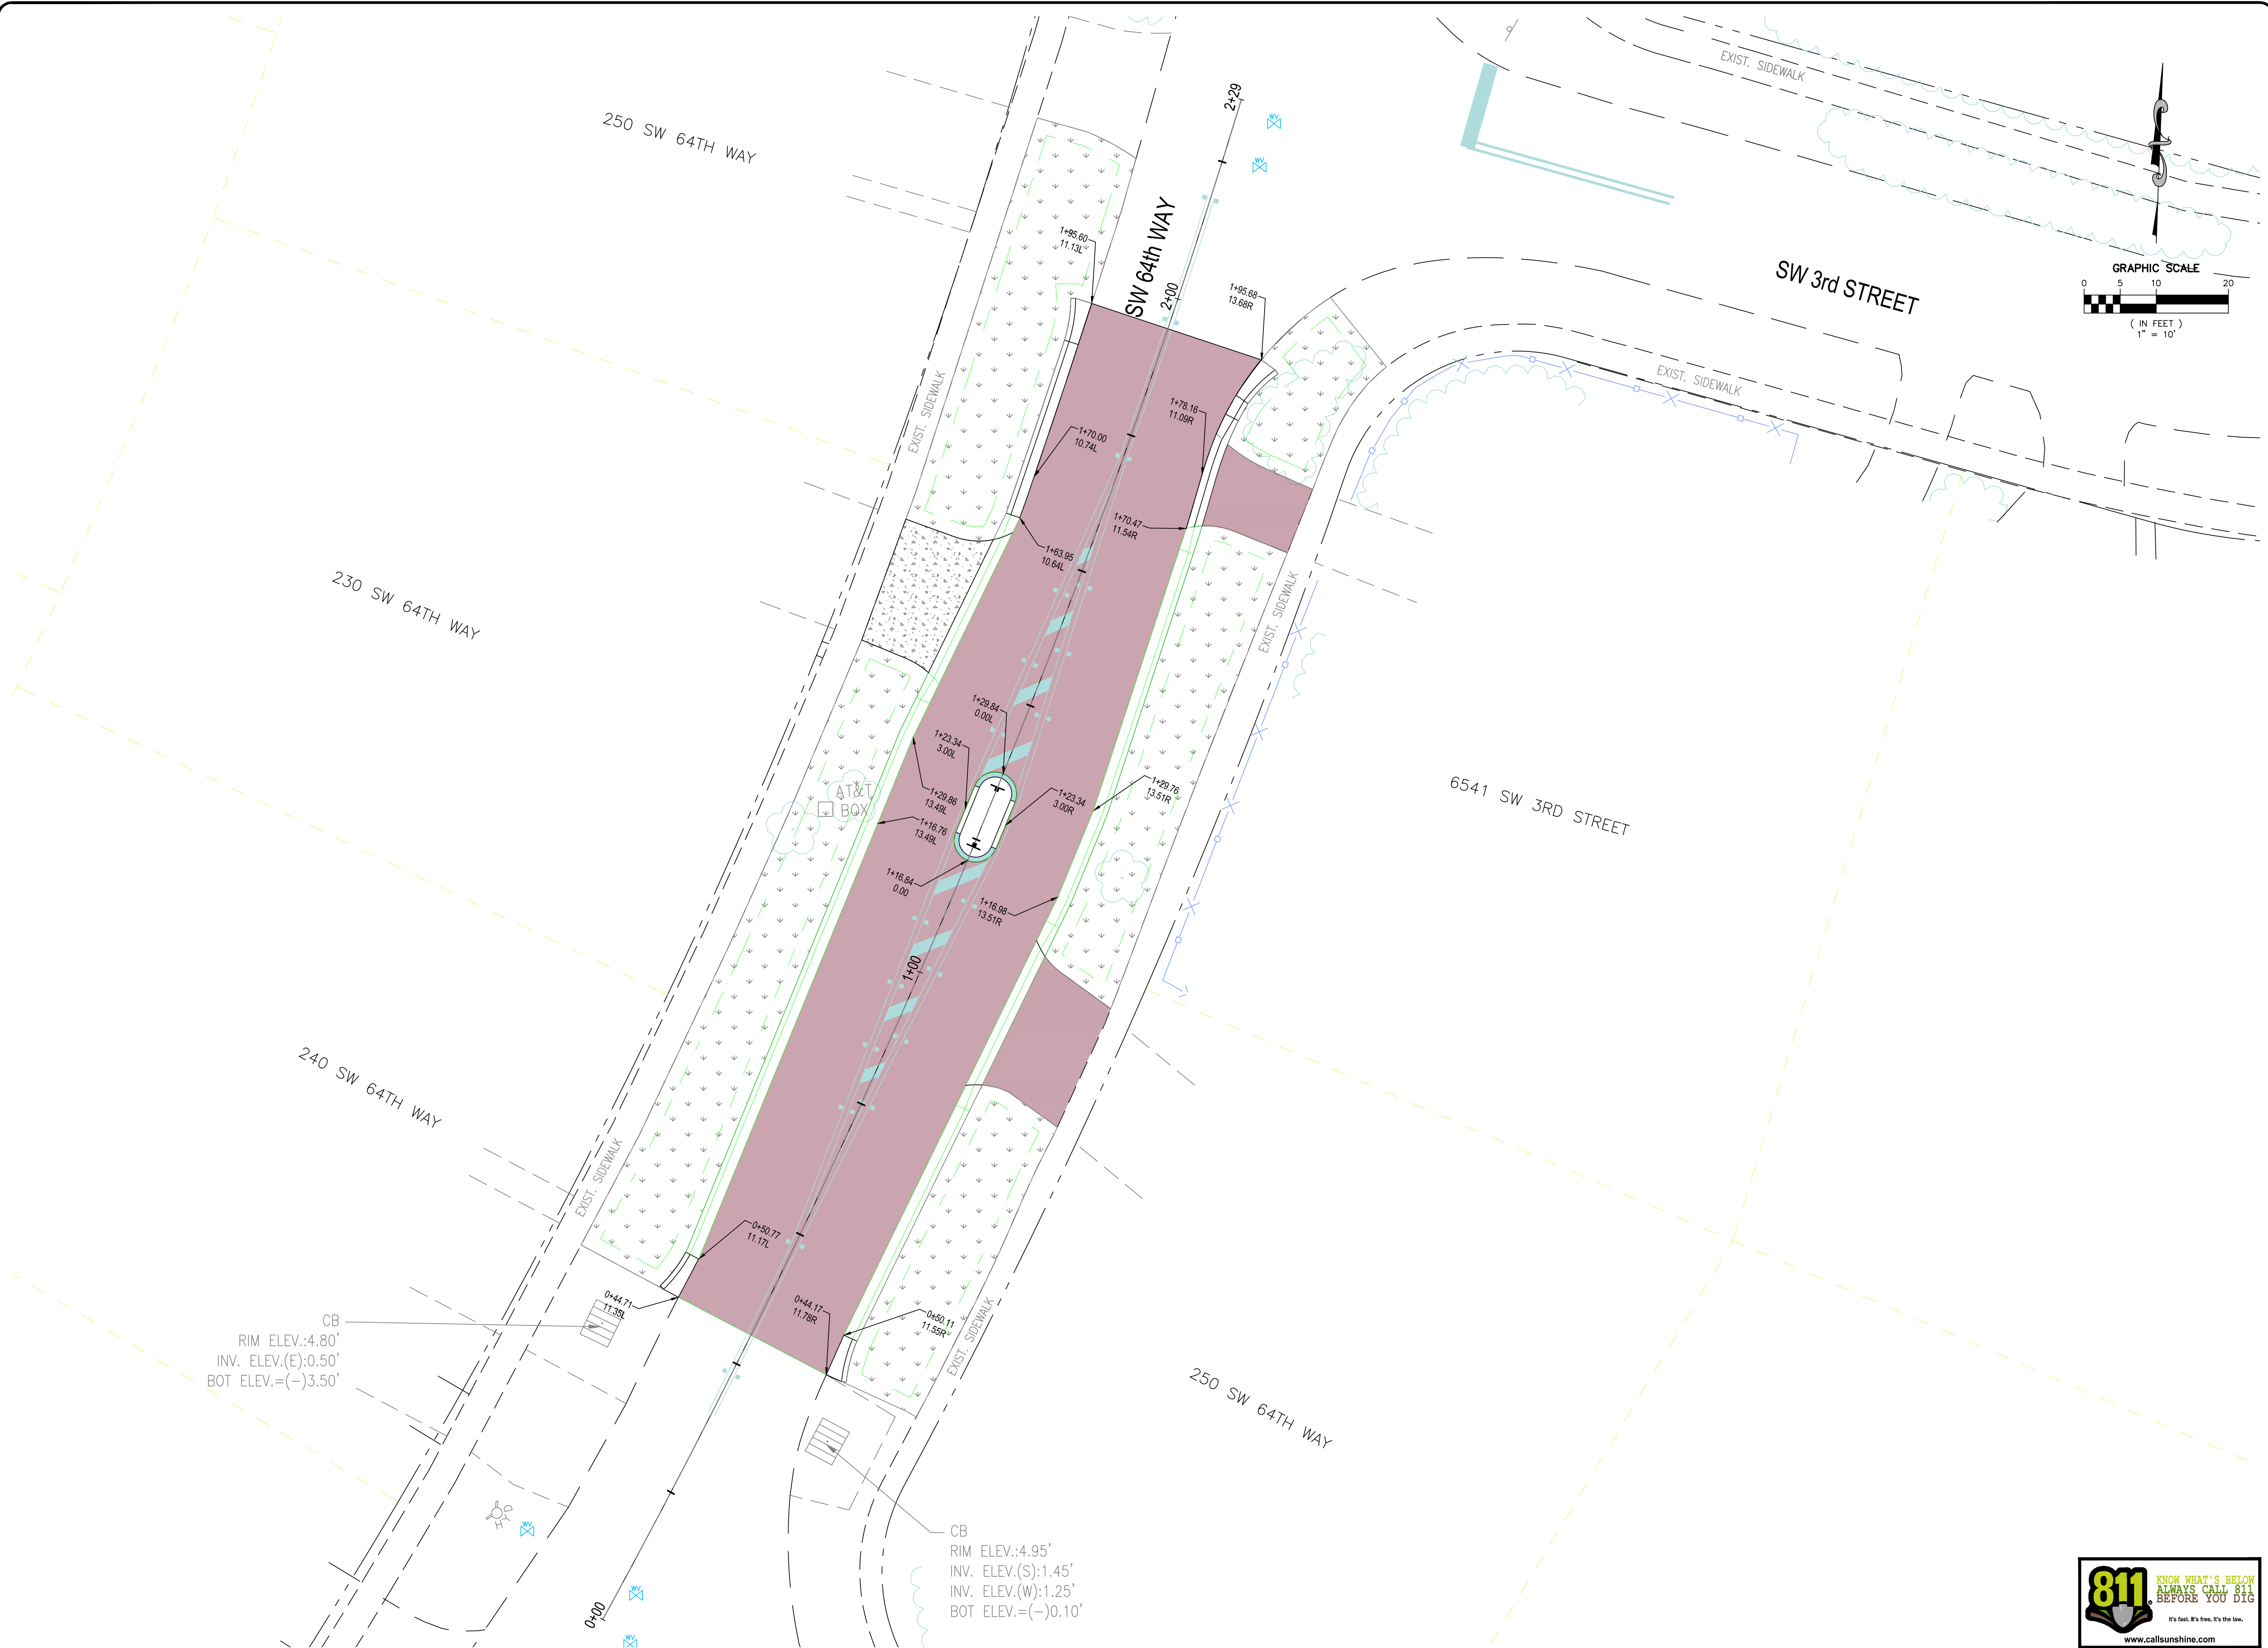 250 SW 64TH WAY
EXIST. SIDEWALK
2+29
WV
WV
SW 64th WAY
2+00
1+95.60
11.13L
1+95.68
13.68R
SW 3rd STREET
GRAPHIC SCALE
0 5 10 20
( IN FEET )
1" = 10'
EXIST. SIDEWALK
EXIST. SIDEWALK
1+78.16
11.09R
1+70.00
10.74L
1+70.47
11.54R
1+63.95
10.64L
230 SW 64TH WAY
EXIST. SIDEWALK
1+29.84
0.00L
1+23.34
3.00L
1+29.86
13.49L
1+16.76
13.49L
AT&T
BOX
1+23.34
3.00R
1+29.76
13.51R
6541 SW 3RD STREET
1+16.84
0.00
1+16.98
13.51R
1+00
240 SW 64TH WAY
EXIST. SIDEWALK
0+50.77
11.17L
0+44.71
11.35L
0+44.17
11.78R
0+50.11
11.55R
EXIST. SIDEWALK
CB
RIM ELEV.:4.80'
INV. ELEV.(E):0.50'
BOT ELEV.=(-)3.50'
250 SW 64TH WAY
HYD
WV
CB
RIM ELEV.:4.95'
INV. ELEV.(S):1.45'
INV. ELEV.(W):1.25'
BOT ELEV.=(-)0.10'
0+00
WV
WV
811.
KNOW WHAT'S BELOW
ALWAYS CALL 811
BEFORE YOU DIG
It's fast. It's free. It's the law.
www.callsunshine.com